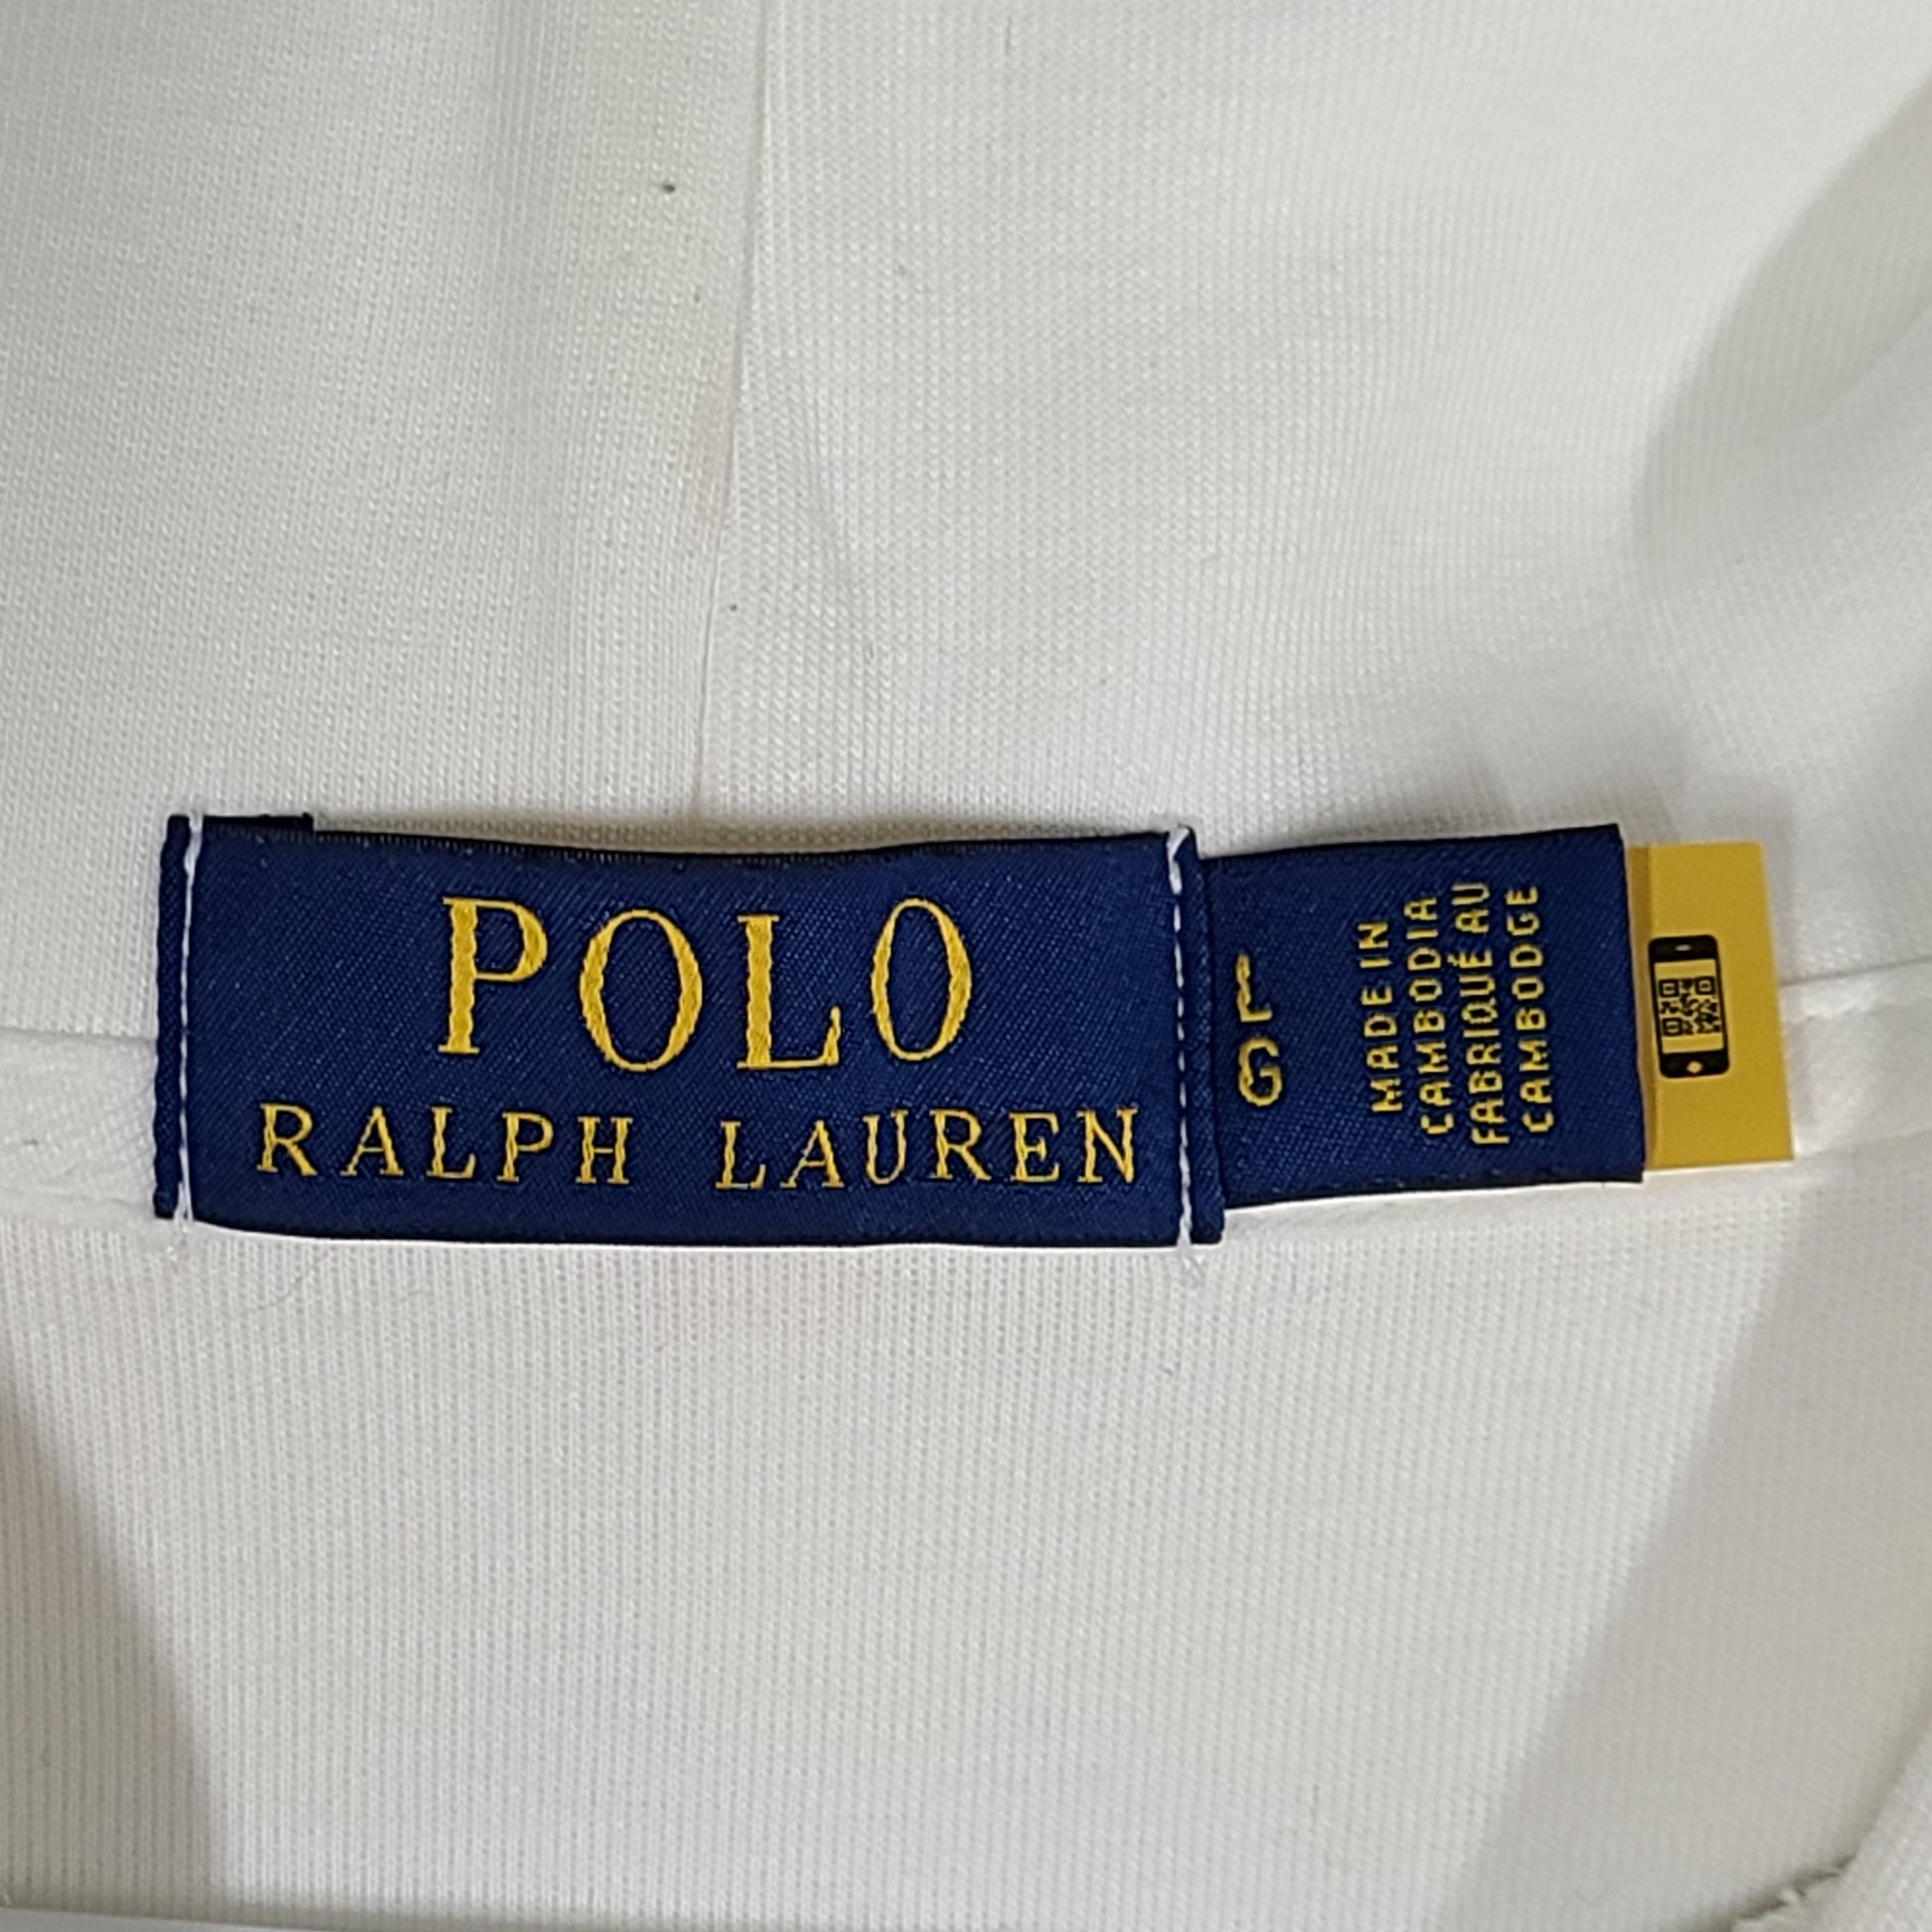 POLO
RALPH LAUREN
G L
MADE IN
CAMBODIA
FABRIQUÉ AU
CAMBODGE